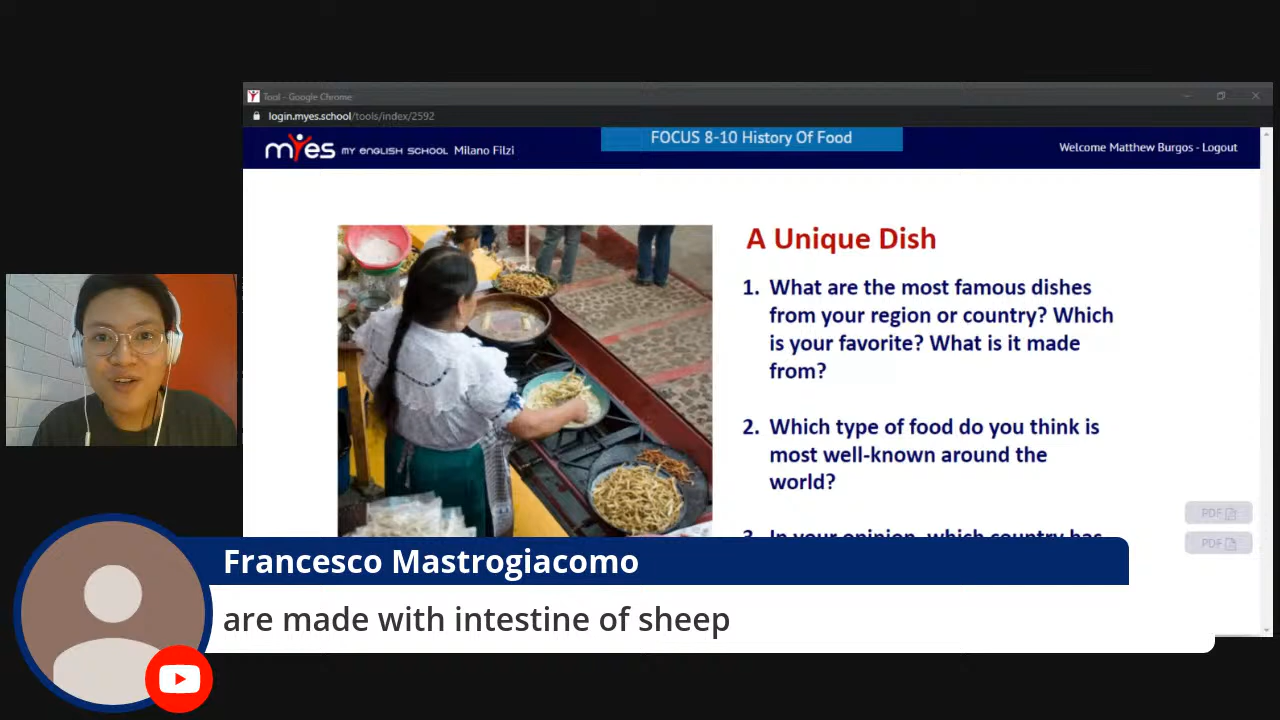 Tool - Google Chrome
login.myes.school/tools/index/2592
myes MY ENGLISH SCHOOL Milano Filzi
FOCUS 8-10 History Of Food
Welcome Matthew Burgos - Logout
A Unique Dish
1. What are the most famous dishes
from your region or country? Which
is your favorite? What is it made
from?
2. Which type of food do you think is
most well-known around the
world?
3. In your opinion, which country has
PDF
PDF
Francesco Mastrogiacomo
are made with intestine of sheep